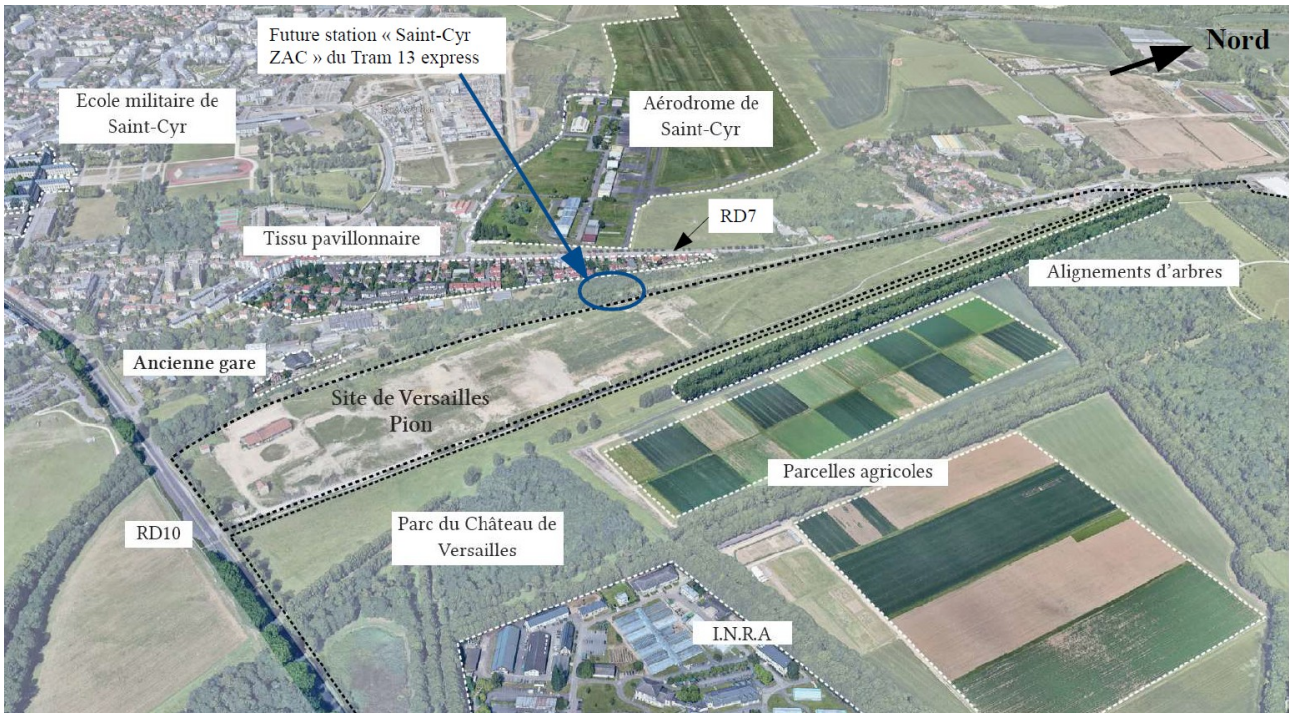 Future station « Saint-Cyr
ZAC » du Tram 13 express
Nord
Ecole militaire de
Saint-Cyr
Aérodrome de
Saint-Cyr
RD7
Tissu pavillonnaire
Alignements d’arbres
Ancienne gare
Site de Versailles
Pion
Parcelles agricoles
RD10
Parc du Château de
Versailles
I.N.R.A